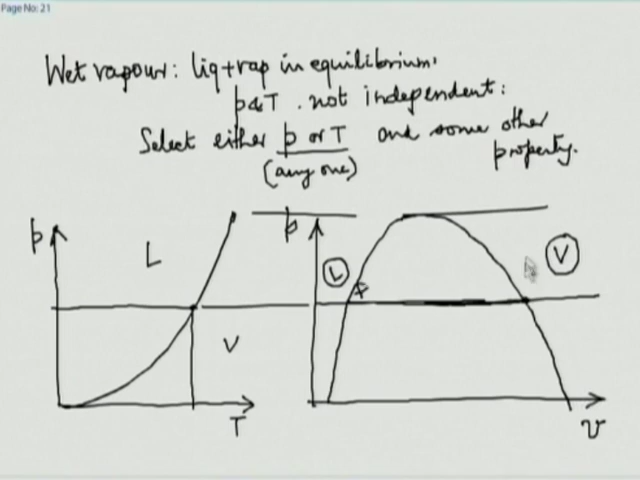 Page No: 21
Wet vapour: liq+vap in equilibrium.
p & T . not independent:
Select either p or T and some other property.
(any one)
p
L
V
T
p
L
f
V
v